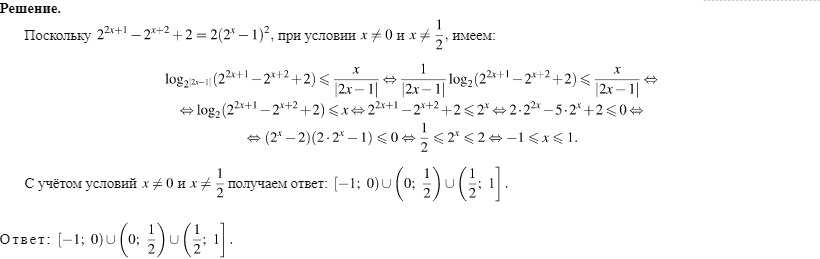 Решение.
Поскольку 2^{2x+1} − 2^{x+2} + 2 = 2(2^x − 1)^2, при условии x ≠ 0 и x ≠ 1/2, имеем:
log_{2^{|2x−1|}}(2^{2x+1} − 2^{x+2} + 2) ⩽ x/|2x−1| ⇔ 1/|2x−1| log_2(2^{2x+1} − 2^{x+2} + 2) ⩽ x/|2x−1| ⇔
⇔ log_2(2^{2x+1} − 2^{x+2} + 2) ⩽ x ⇔ 2^{2x+1} − 2^{x+2} + 2 ⩽ 2^x ⇔ 2·2^{2x} − 5·2^x + 2 ⩽ 0 ⇔
⇔ (2^x − 2)(2·2^x − 1) ⩽ 0 ⇔ 1/2 ⩽ 2^x ⩽ 2 ⇔ −1 ⩽ x ⩽ 1.
С учётом условий x ≠ 0 и x ≠ 1/2 получаем ответ: [−1; 0) ∪ (0; 1/2) ∪ (1/2; 1].
Ответ: [−1; 0) ∪ (0; 1/2) ∪ (1/2; 1].